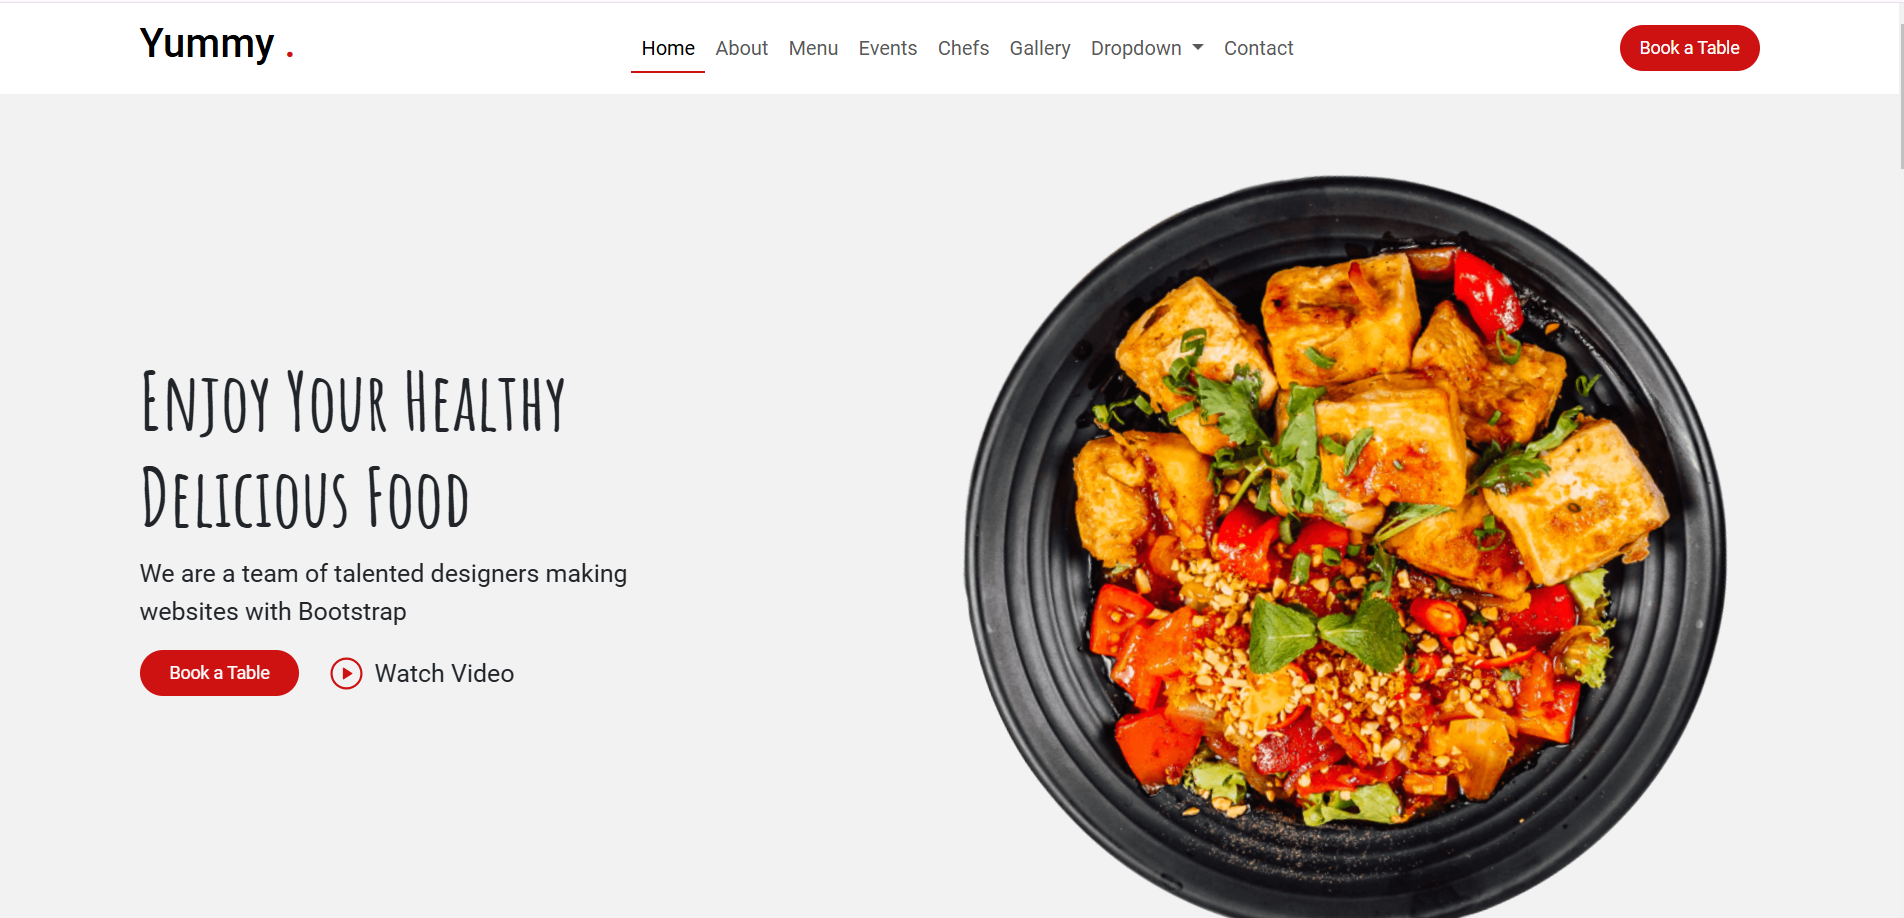 Yummy .
Home About Menu Events Chefs Gallery Dropdown Contact
Book a Table
Enjoy Your Healthy
Delicious Food
We are a team of talented designers making
websites with Bootstrap
Book a Table
Watch Video